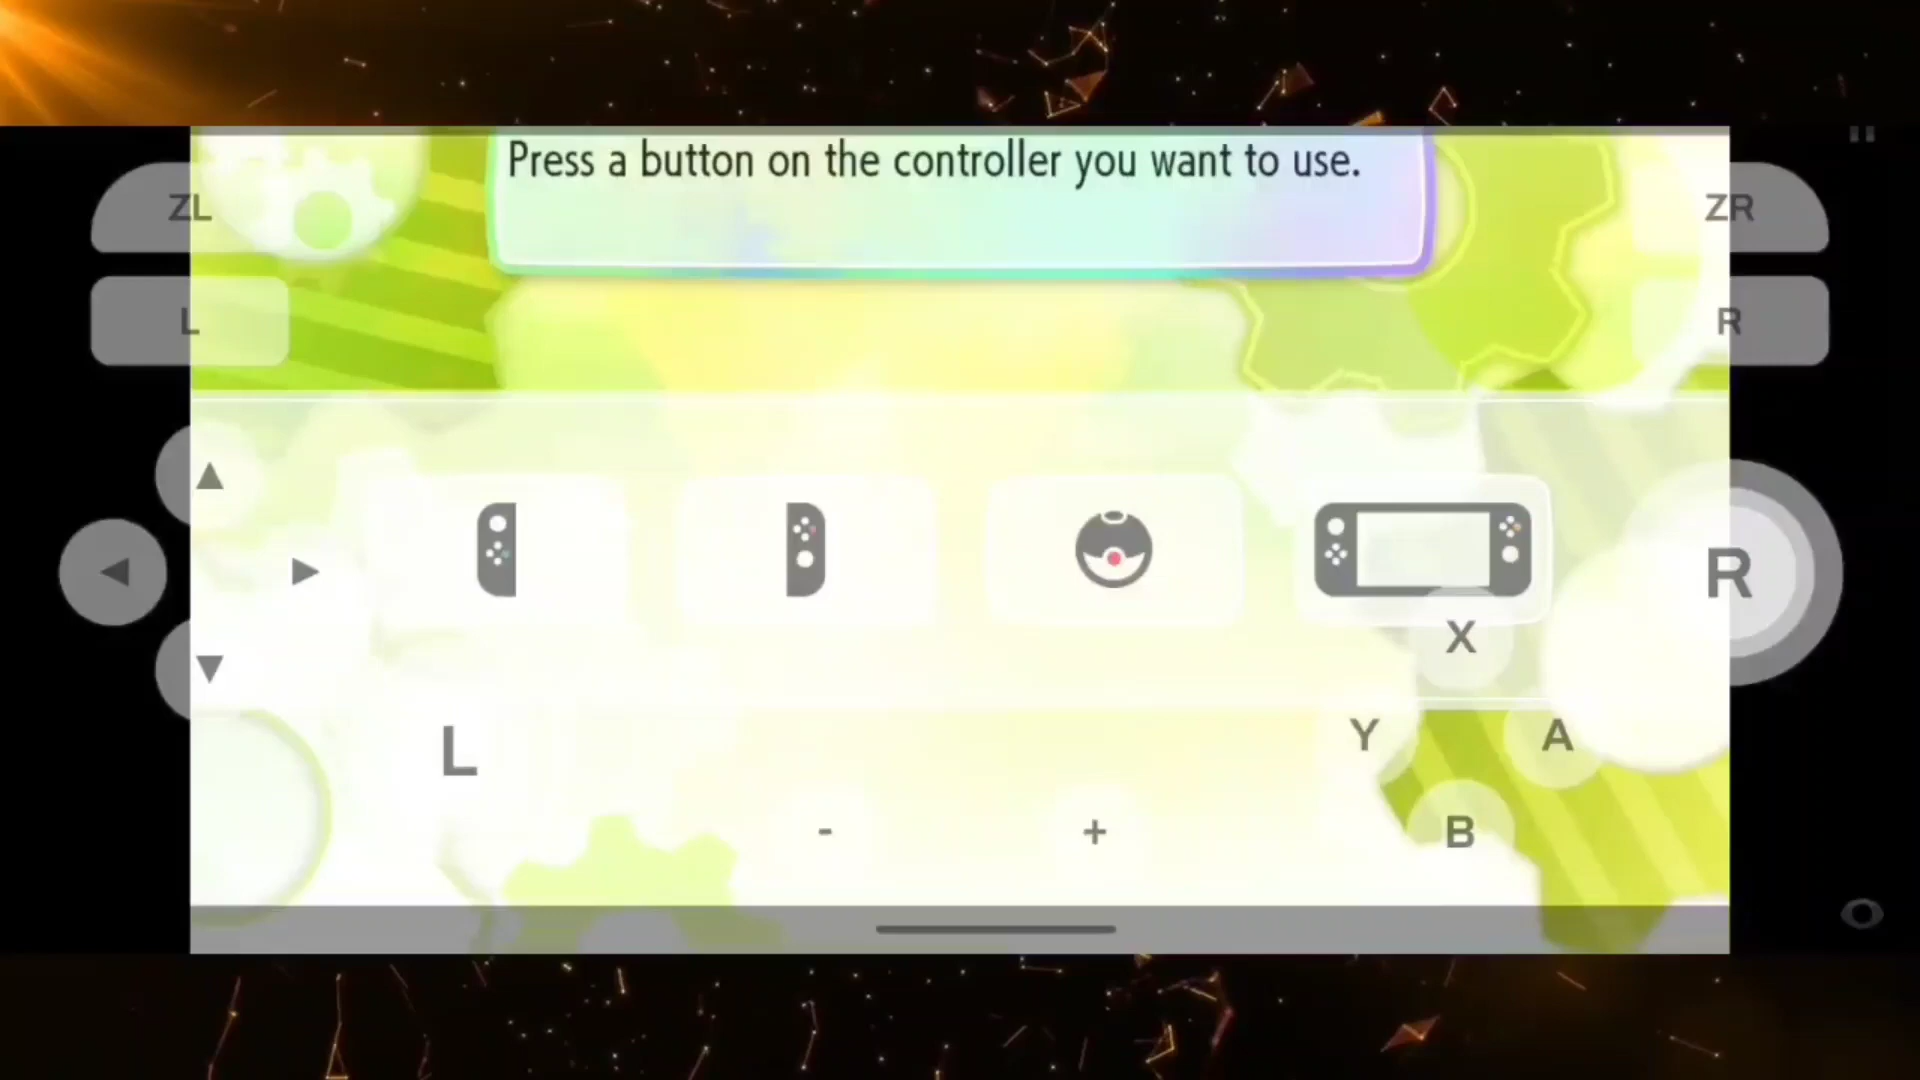 Press a button on the controller you want to use.
ZL
ZR
L
R
R
X
L
Y
A
-
+
B